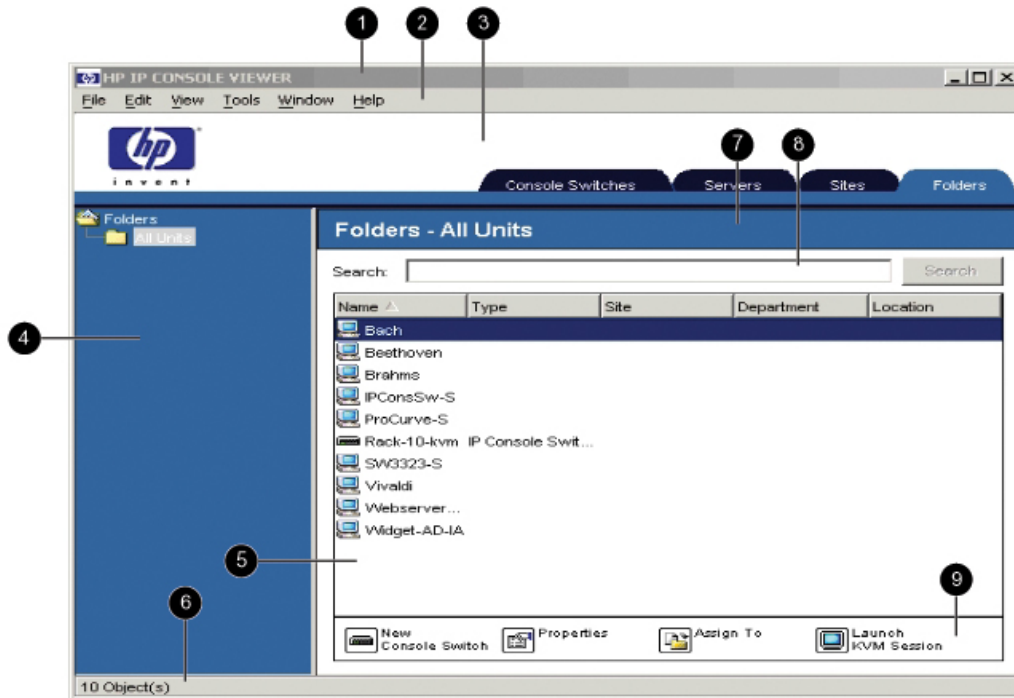 1 2 3
HP IP CONSOLE VIEWER
File Edit View Tools Window Help
hp
invent
7 8
Console Switches Servers Sites Folders
Folders
All Units
Folders - All Units
Search: Search
Name Type Site Department Location
Bach
Beethoven
Brahms
4
IPConsSw-S
ProCurve-S
Rack-10-kvm IP Console Swit...
SW3323-S
Vivaldi
Webserver...
Widget-AD-IA
5
9
6
New Console Switch
Properties
Assign To
Launch KVM Session
10 Object(s)